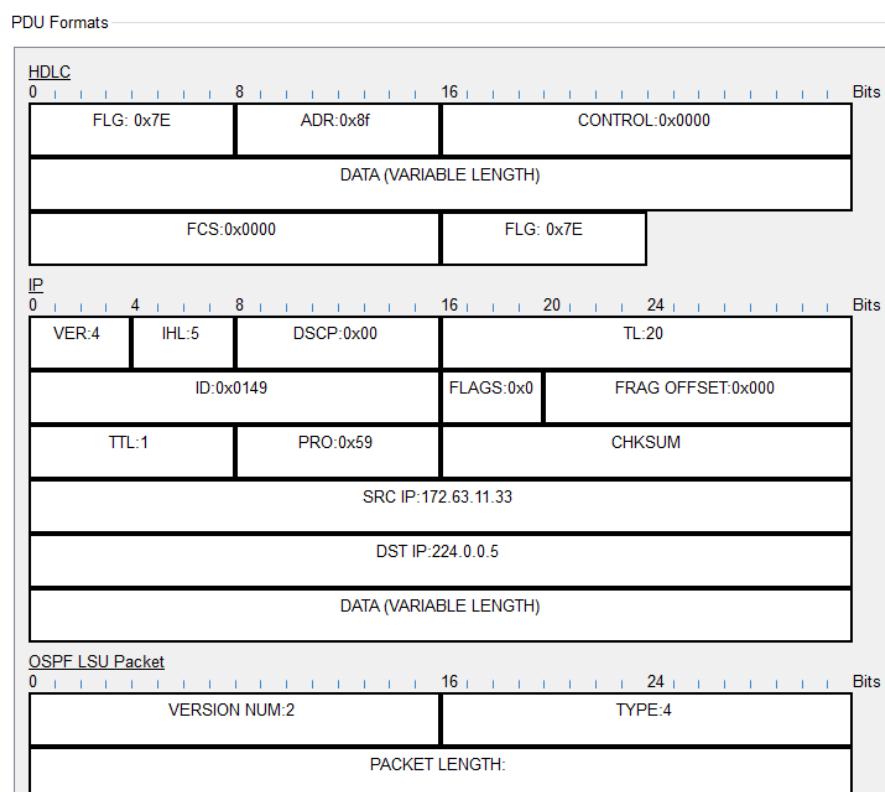 PDU Formats
HDLC
0 8 16 Bits
FLG: 0x7E ADR:0x8f CONTROL:0x0000
DATA (VARIABLE LENGTH)
FCS:0x0000 FLG: 0x7E
IP
0 4 8 16 20 24 Bits
VER:4 IHL:5 DSCP:0x00 TL:20
ID:0x0149 FLAGS:0x0 FRAG OFFSET:0x000
TTL:1 PRO:0x59 CHKSUM
SRC IP:172.63.11.33
DST IP:224.0.0.5
DATA (VARIABLE LENGTH)
OSPF LSU Packet
0 16 24 Bits
VERSION NUM:2 TYPE:4
PACKET LENGTH: